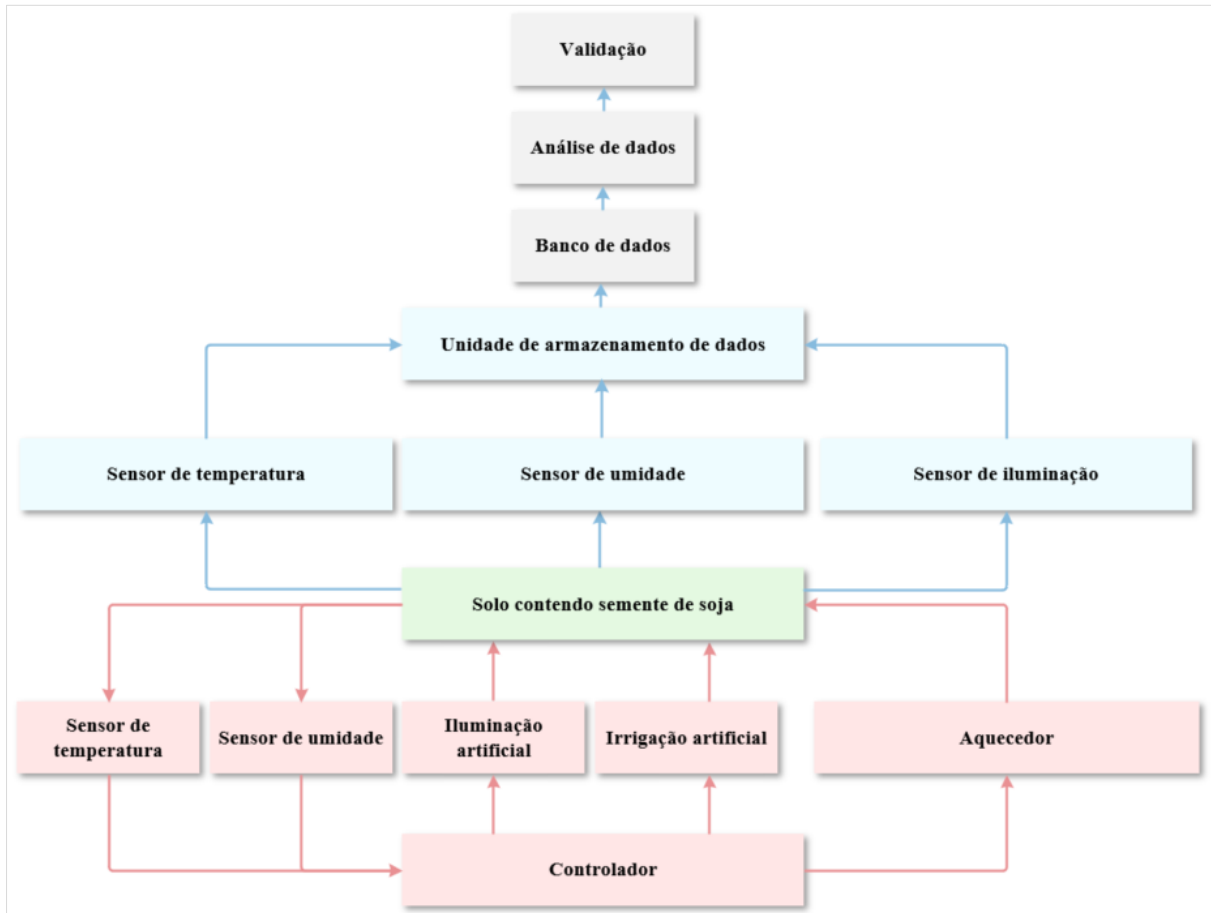 Validação
Análise de dados
Banco de dados
Unidade de armazenamento de dados
Sensor de temperatura
Sensor de umidade
Sensor de iluminação
Solo contendo semente de soja
Sensor de
temperatura
Sensor de umidade
Iluminação
artificial
Irrigação artificial
Aquecedor
Controlador